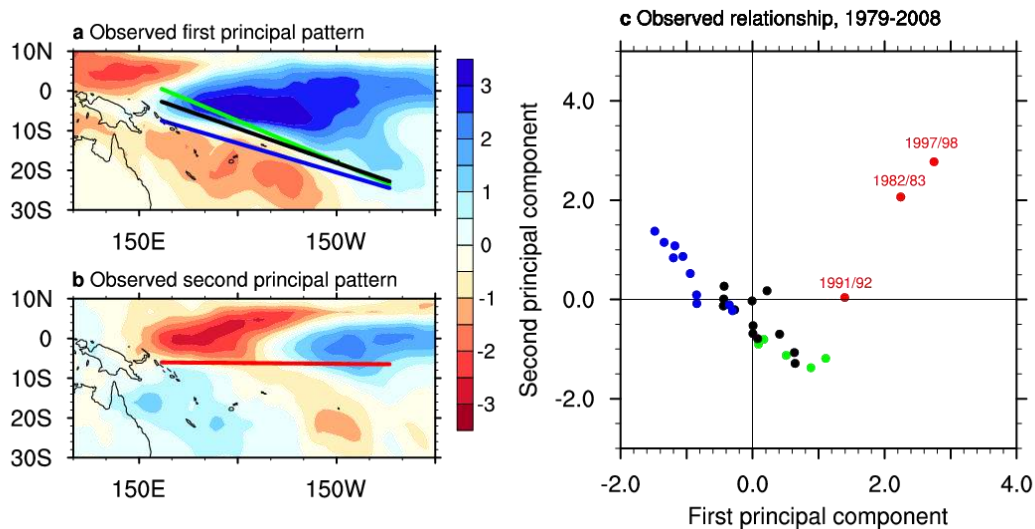 a Observed first principal pattern
10N
0
10S
20S
30S
150E
150W
b Observed second principal pattern
10N
0
10S
20S
30S
150E
150W
3
2
1
0
-1
-2
-3
c Observed relationship, 1979-2008
Second principal component
4.0
2.0
0.0
-2.0
1997/98
1982/83
1991/92
-2.0
0.0
2.0
4.0
First principal component